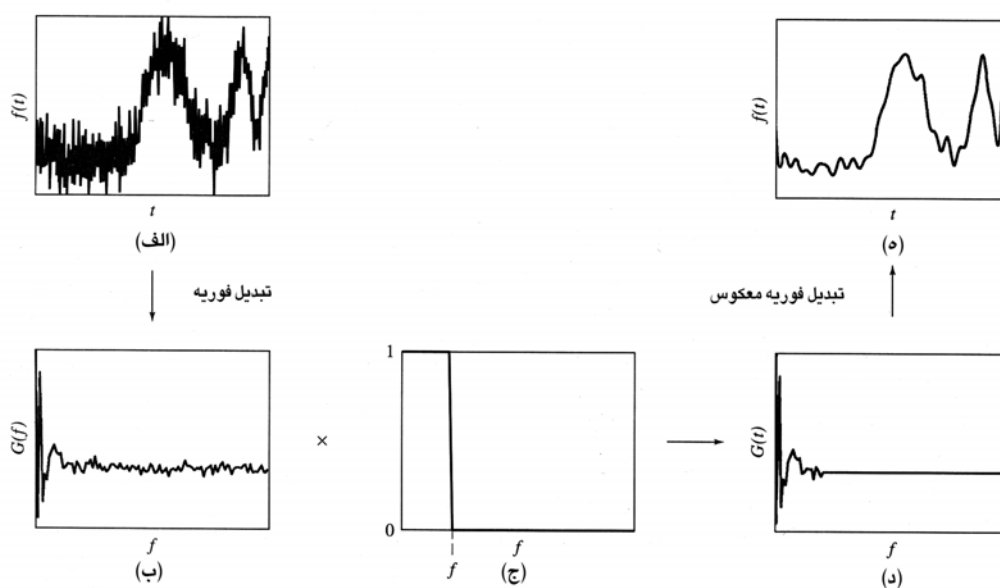 f(t)
t
(الف)
تبدیل فوریه
G(f)
f
(ب)
×
1
0
f
f
(ج)
G(t)
f
(د)
تبدیل فوریه معکوس
f(t)
t
(ه)